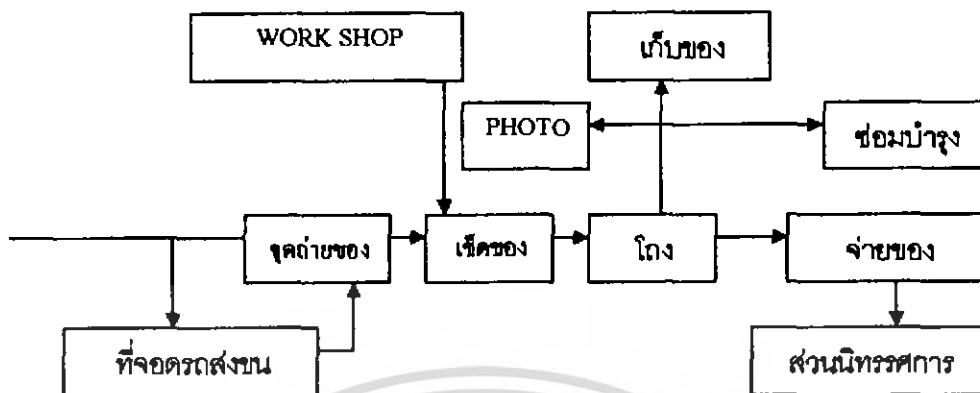 WORK SHOP
เก็บของ
PHOTO
ซ่อมบำรุง
จุดถ่ายของ
เช็คของ
โถง
จ่ายของ
ที่จอดรถส่งขน
ส่วนนิทรรศการ